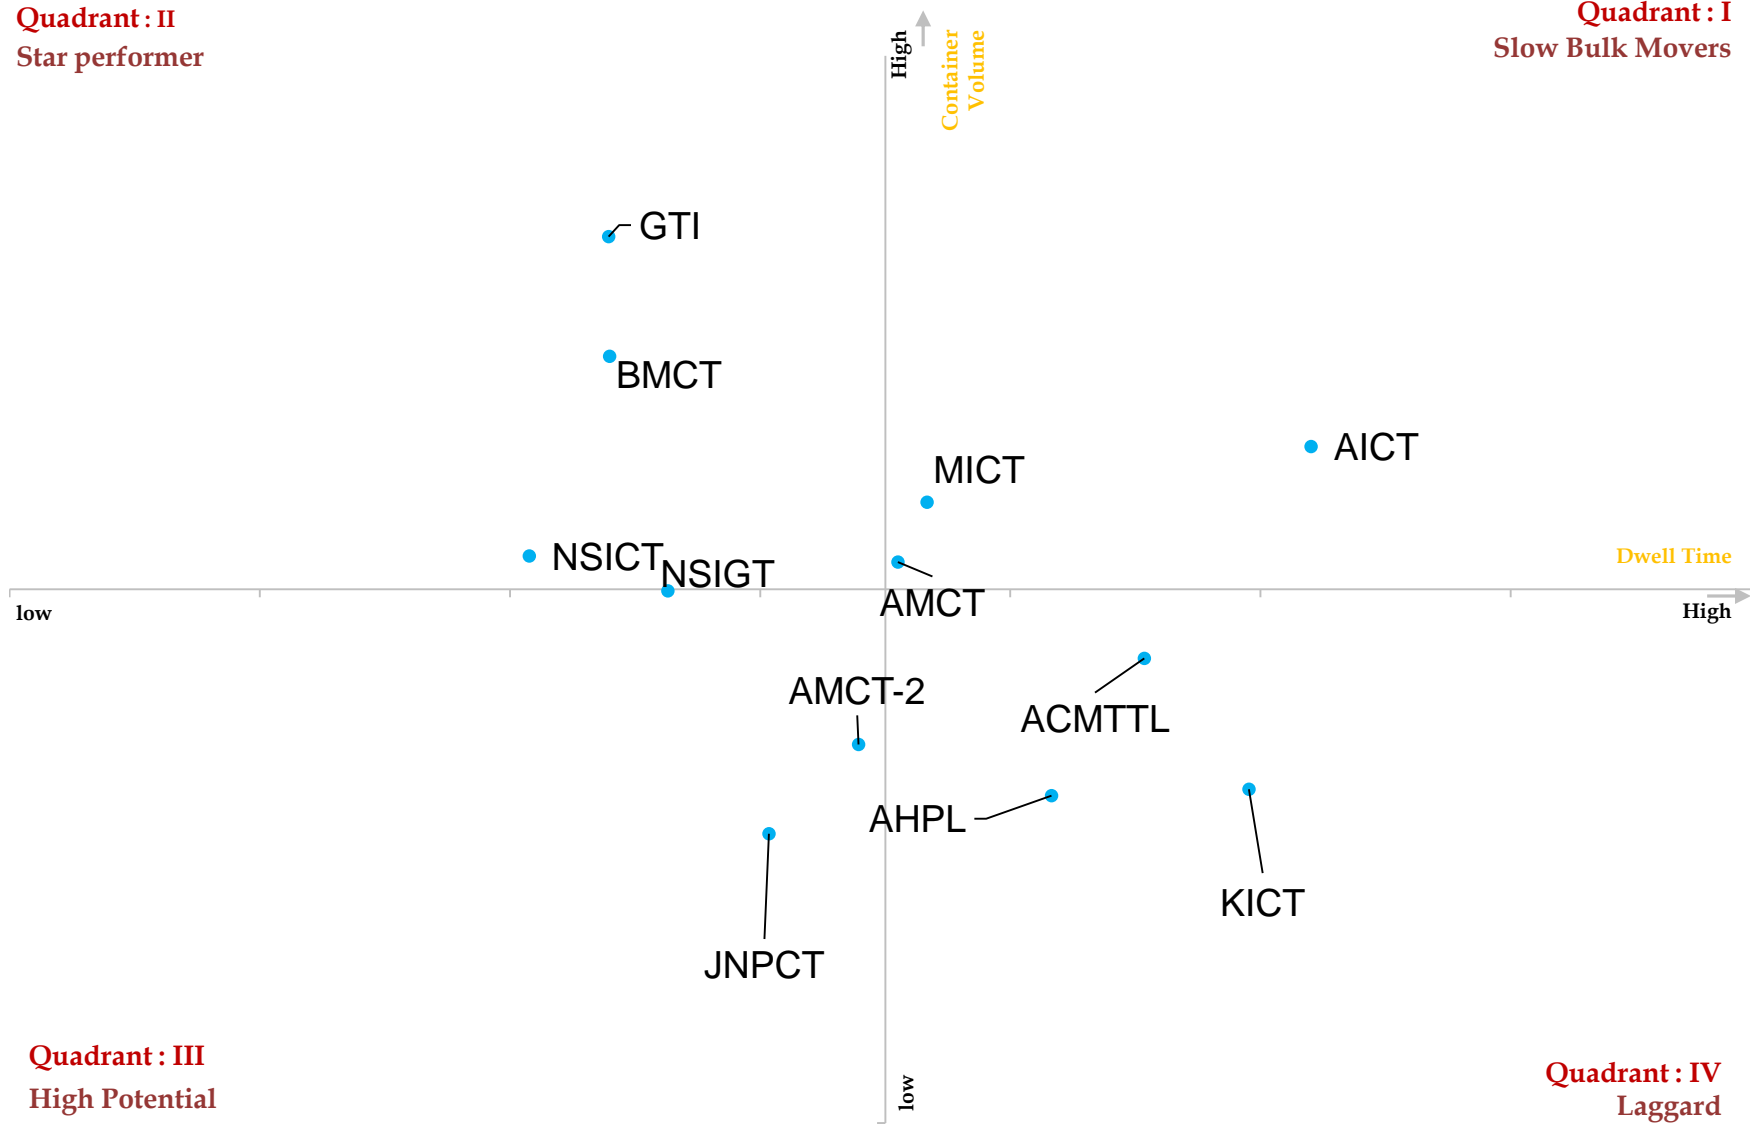 Quadrant : II
Star performer
Quadrant : I
Slow Bulk Movers
High
Container
Volume
GTI
BMCT
AICT
MICT
NSICT
NSIGT
Dwell Time
AMCT
low
High
AMCT-2
ACMTTL
AHPL
KICT
JNPCT
Quadrant : III
High Potential
low
Quadrant : IV
Laggard